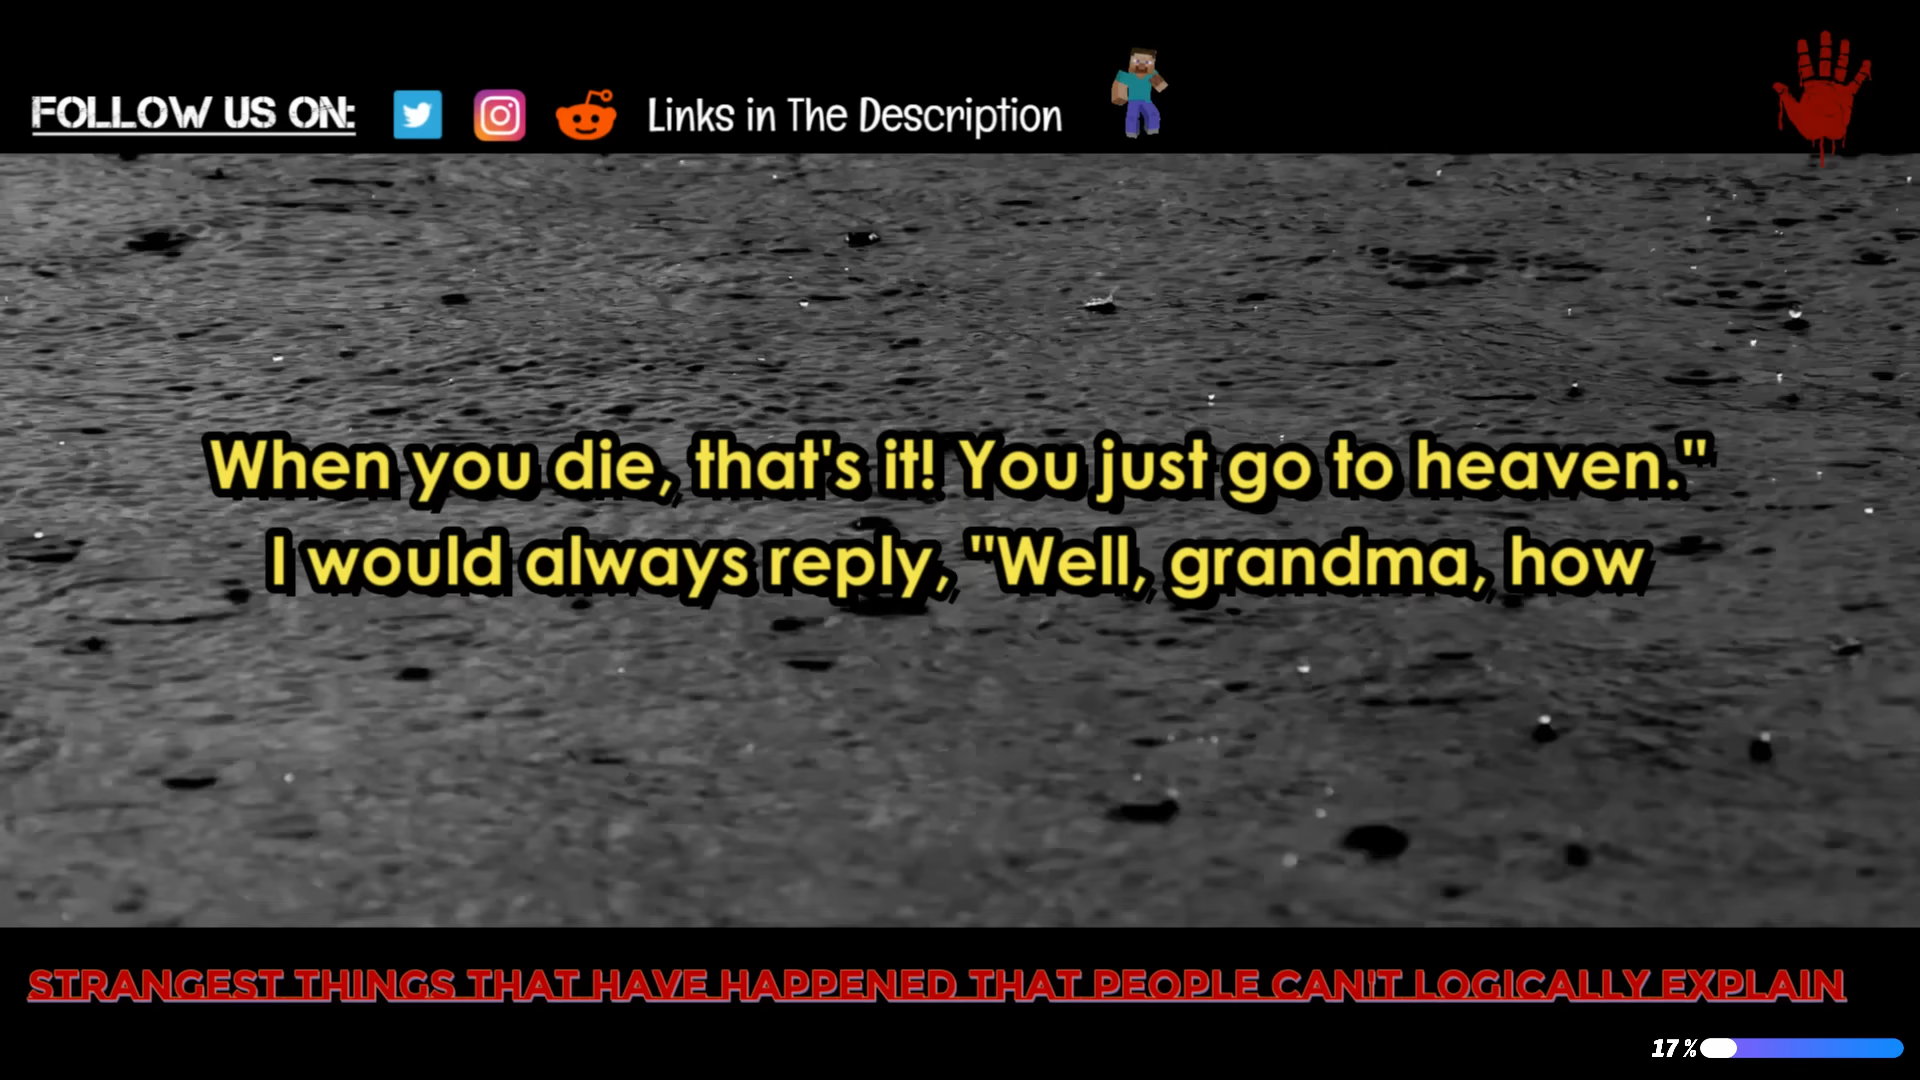 FOLLOW US ON:
Links in The Description
When you die, that's it! You just go to heaven."
I would always reply, "Well, grandma, how
STRANGEST THINGS THAT HAVE HAPPENED THAT PEOPLE CAN'T LOGICALLY EXPLAIN
17%